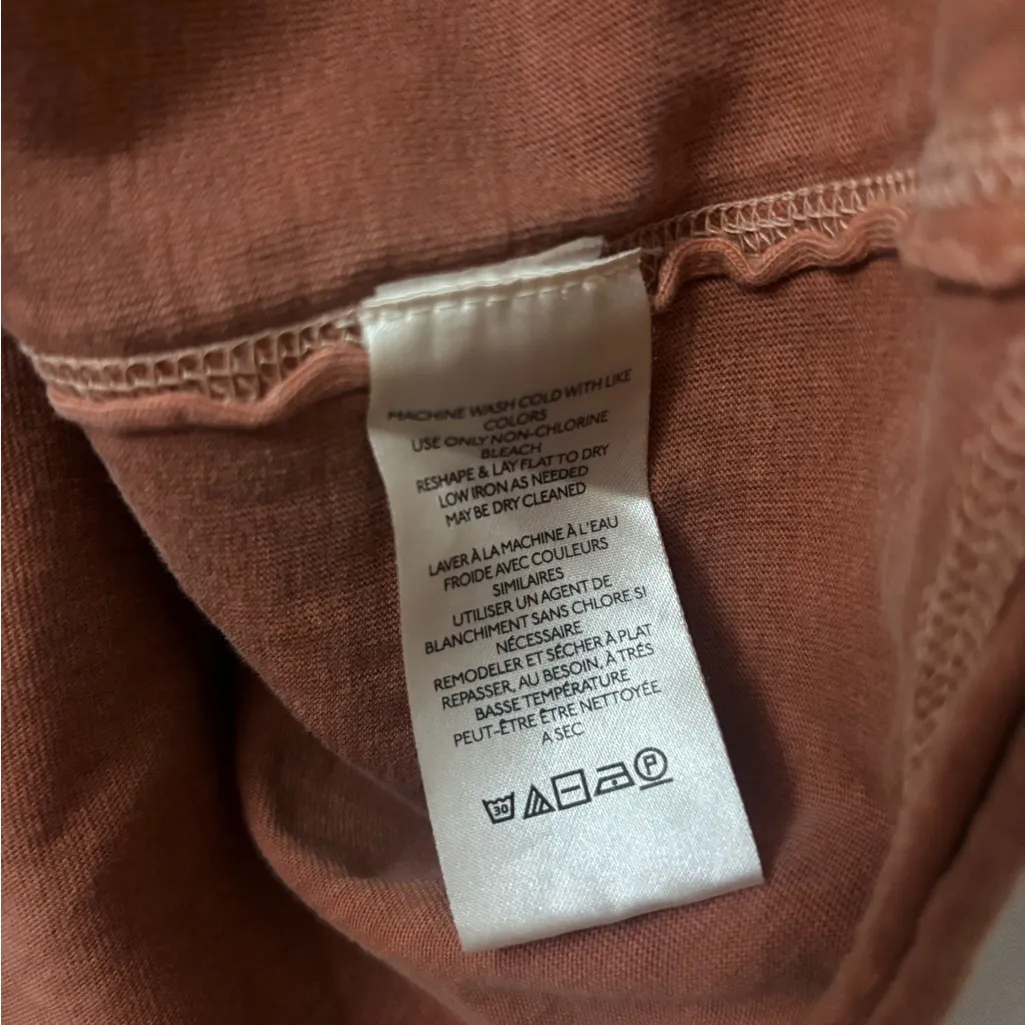 MACHINE WASH COLD WITH LIKE
COLORS
USE ONLY NON-CHLORINE
BLEACH
RESHAPE & LAY FLAT TO DRY
LOW IRON AS NEEDED
MAY BE DRY CLEANED
LAVER À LA MACHINE À L'EAU
FROIDE AVEC COULEURS
SIMILAIRES
UTILISER UN AGENT DE
BLANCHIMENT SANS CHLORE SI
NÉCESSAIRE
REMODELER ET SÉCHER À PLAT
REPASSER, AU BESOIN, À TRÉS
BASSE TEMPÉRATURE
PEUT-ÊTRE ÊTRE NETTOYÉE
A SEC
30 P